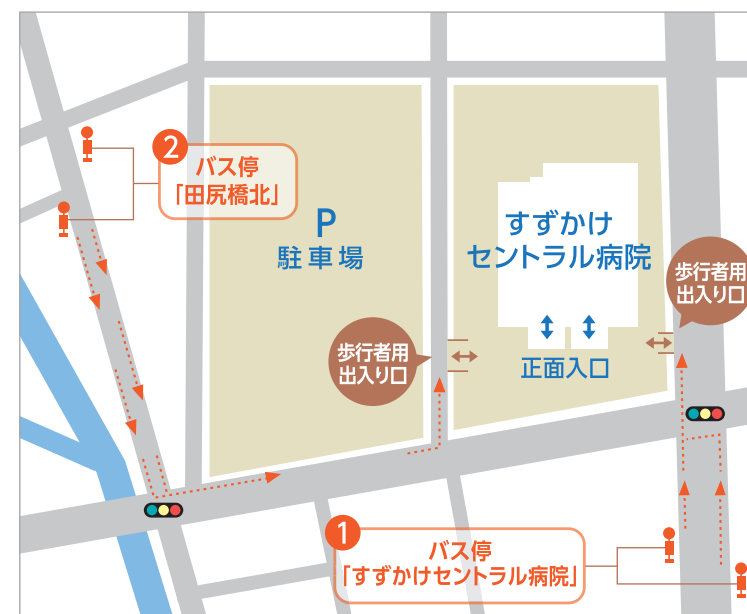 2
バス停
「田尻橋北」
P
駐車場
すずかけ
セントラル病院
歩行者用
出入り口
歩行者用
出入り口
正面入口
1
バス停
「すずかけセントラル病院」